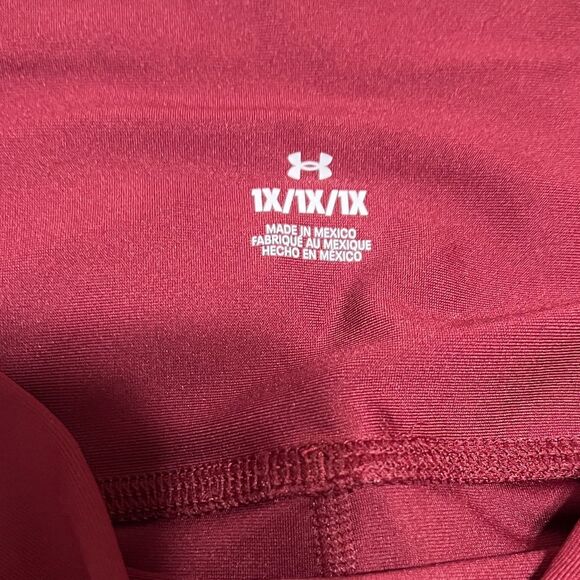 1X/1X/1X
MADE IN MEXICO
FABRIQUÉ AU MEXIQUE
HECHO EN MÉXICO